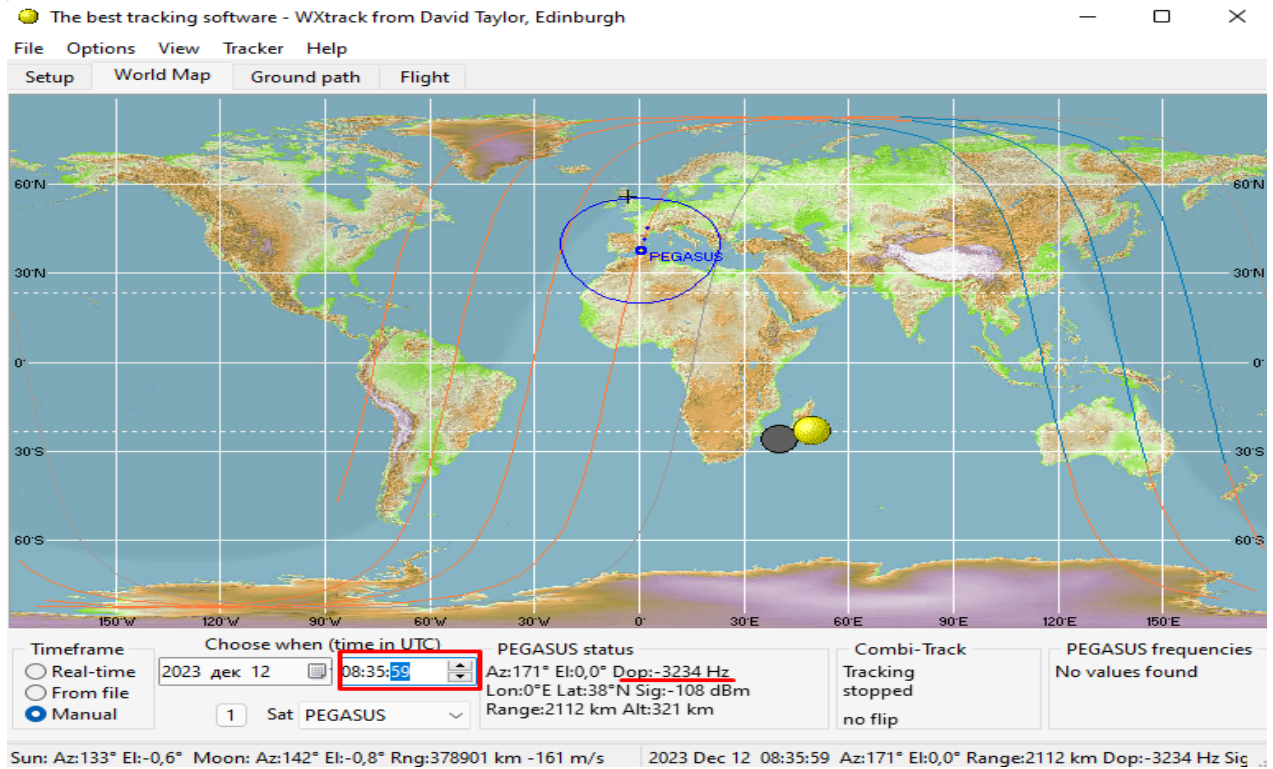 The best tracking software - WXtrack from David Taylor, Edinburgh
File Options View Tracker Help
Setup World Map Ground path Flight
60°N 60°N
PEGASUS
30°N 30°N
0° 0°
30°S 30°S
60°S 60°S
150°W 120°W 90°W 60°W 30°W 0° 30°E 60°E 90°E 120°E 150°E
Timeframe
Real-time
From file
Manual
Choose when (time in UTC)
2023 дек 12 08:35:59
1 Sat PEGASUS
PEGASUS status
Az:171° El:0,0° Dop:-3234 Hz
Lon:0°E Lat:38°N Sig:-108 dBm
Range:2112 km Alt:321 km
Combi-Track
Tracking
stopped
no flip
PEGASUS frequencies
No values found
Sun: Az:133° El:-0,6° Moon: Az:142° El:-0,8° Rng:378901 km -161 m/s 2023 Dec 12 08:35:59 Az:171° El:0,0° Range:2112 km Dop:-3234 Hz Sig